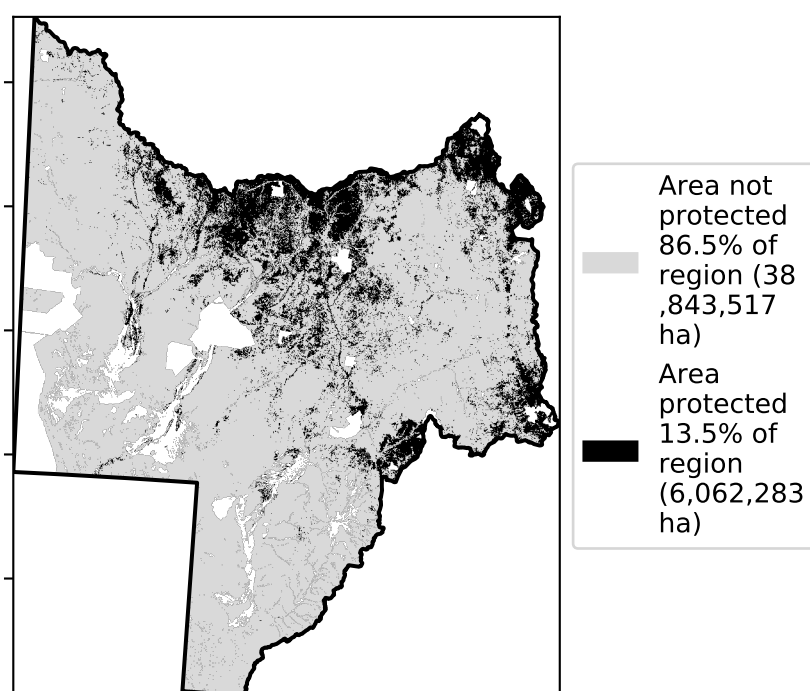 Area not
protected
86.5% of
region (38
,843,517
ha)
Area
protected
13.5% of
region
(6,062,283
ha)